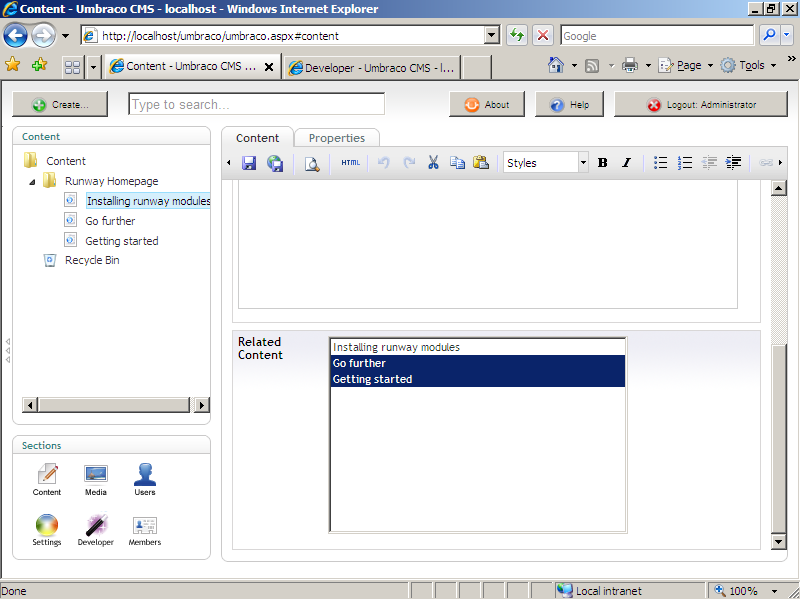 Content - Umbraco CMS - localhost - Windows Internet Explorer
http://localhost/umbraco/umbraco.aspx#content
Google
Content - Umbraco CMS ...
Developer - Umbraco CMS - l...
Page
Tools
Create...
Type to search...
About
Help
Logout: Administrator
Content
Content
Runway Homepage
Installing runway modules
Go further
Getting started
Recycle Bin
Sections
Content
Media
Users
Settings
Developer
Members
Content
Properties
HTML
Styles
B
I
Related
Content
Installing runway modules
Go further
Getting started
Done
Local intranet
100%